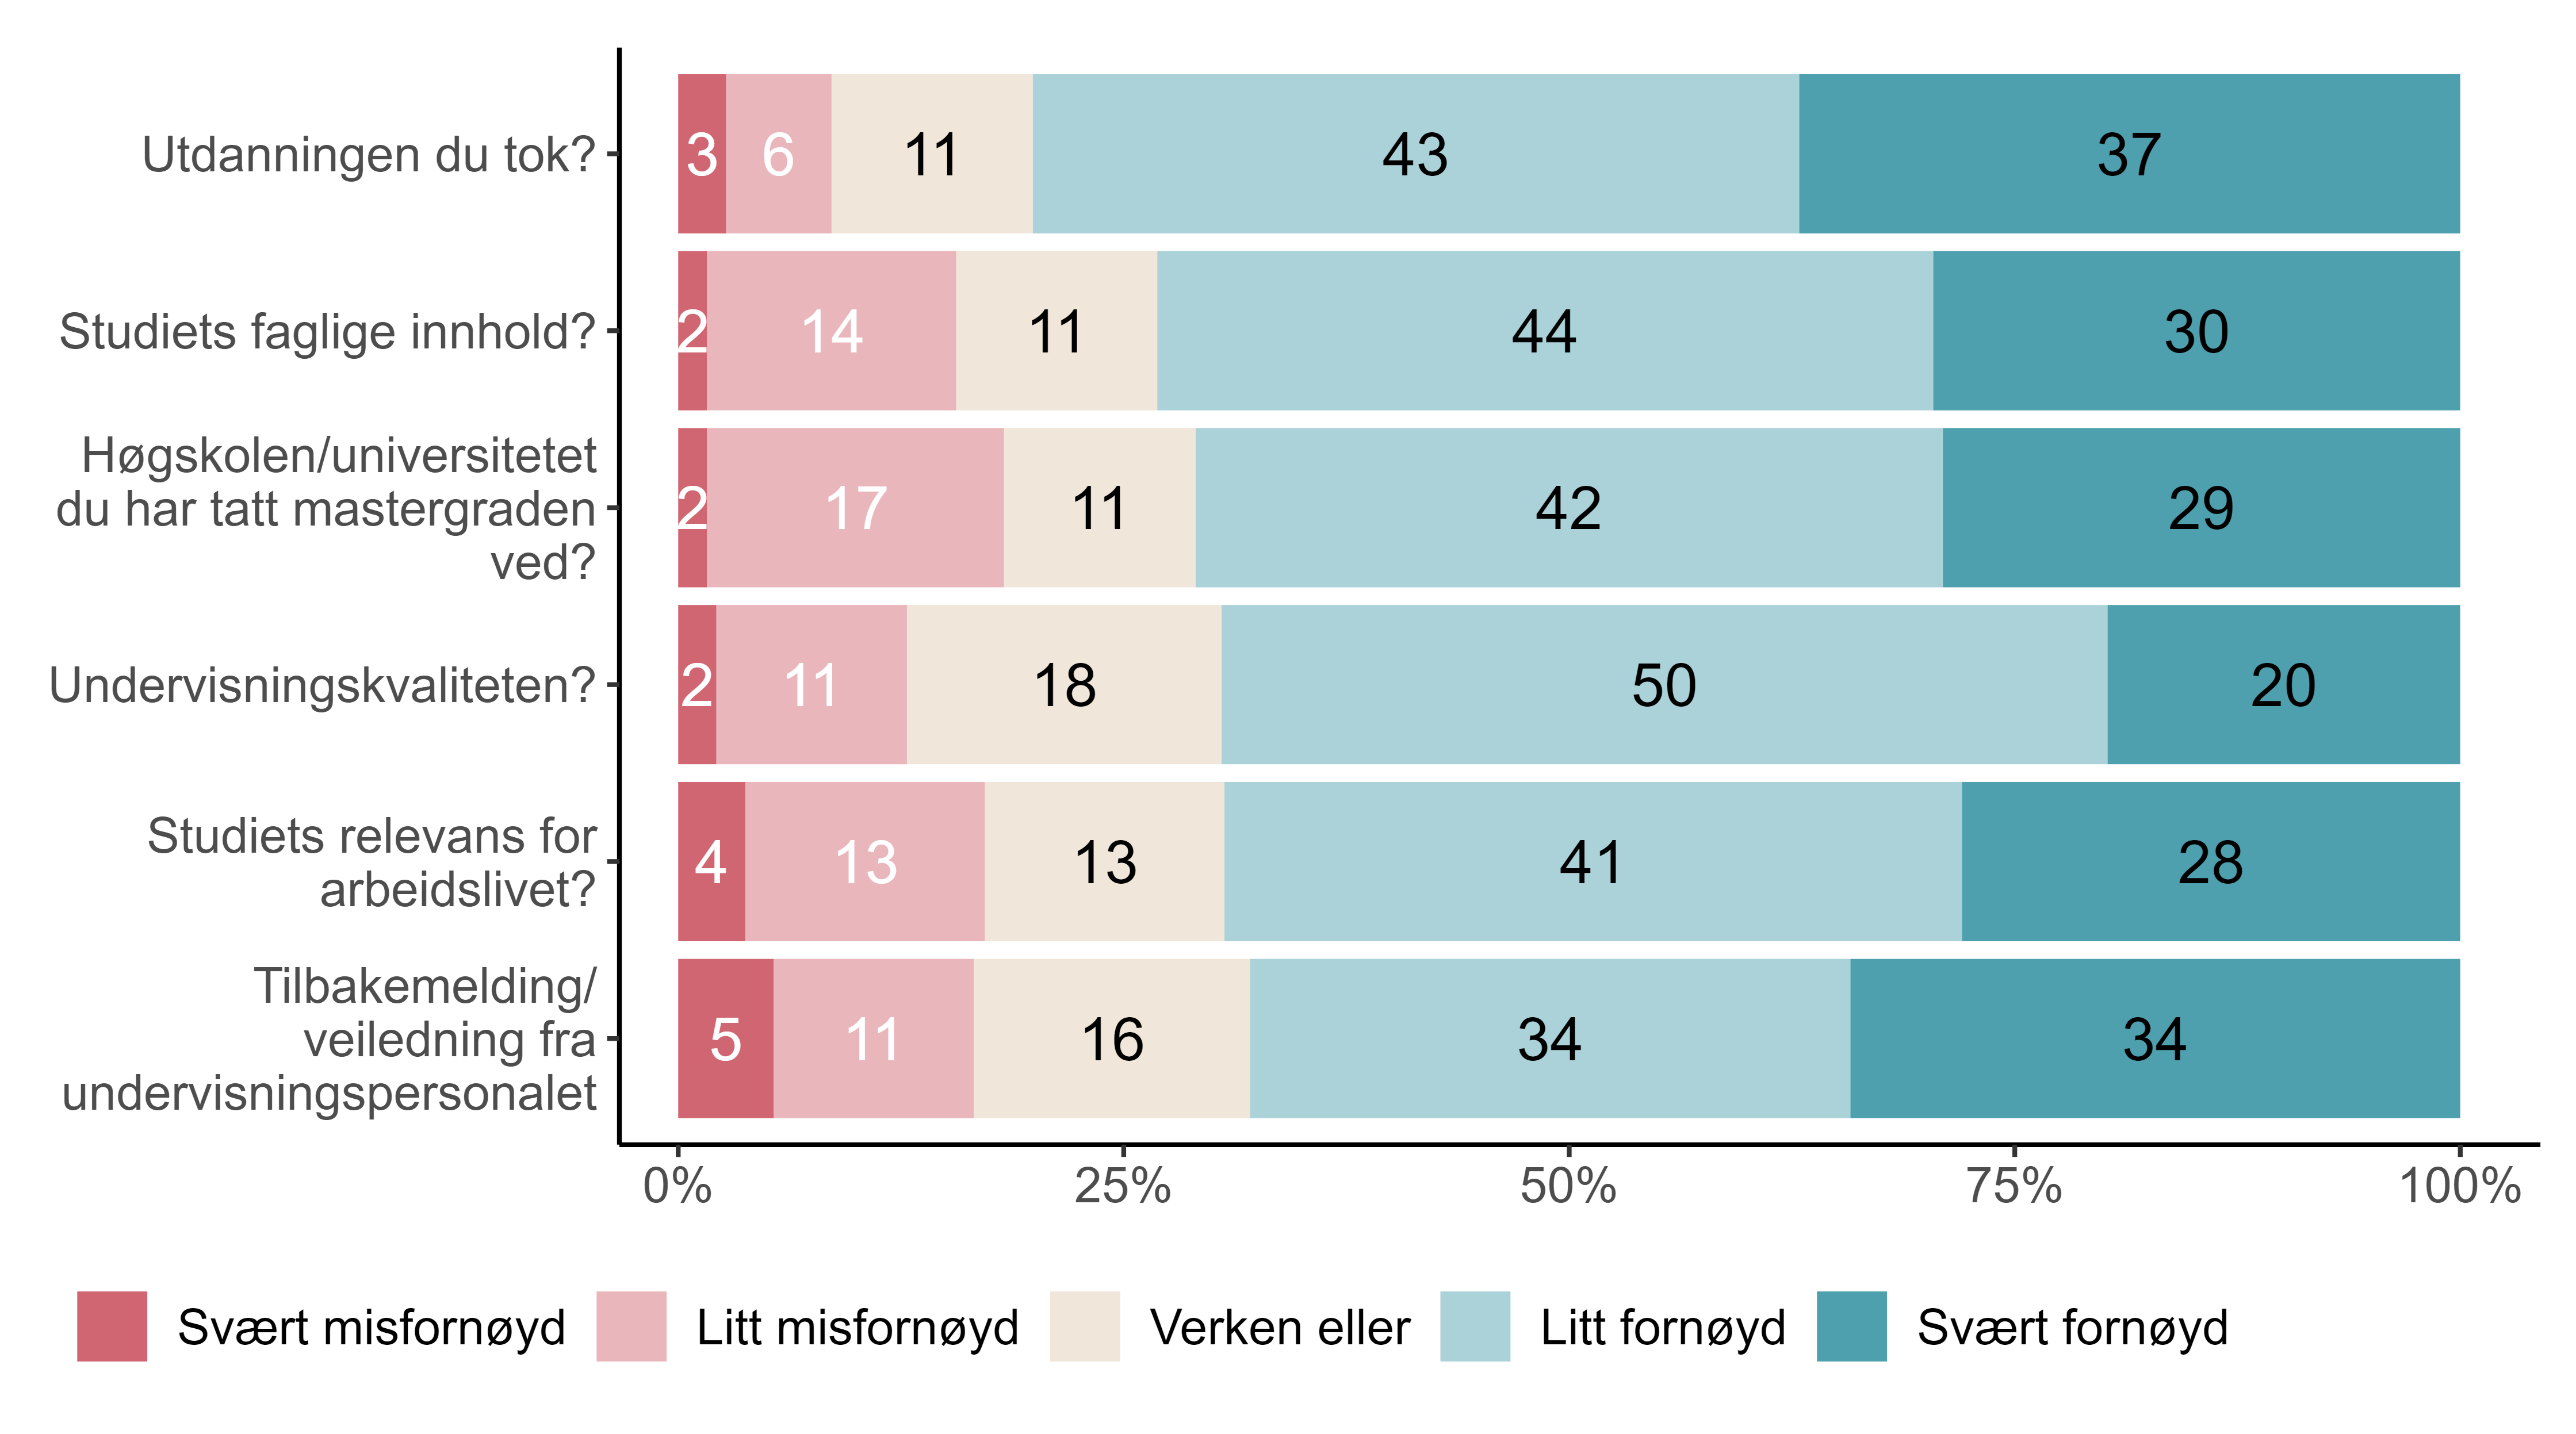 Utdanningen du tok?
3 6 11 43 37
Studiets faglige innhold?
2 14 11 44 30
Høgskolen/universitetet
du har tatt mastergraden
ved?
2 17 11 42 29
Undervisningskvaliteten?
2 11 18 50 20
Studiets relevans for
arbeidslivet?
4 13 13 41 28
Tilbakemelding/
veiledning fra
undervisningspersonalet
5 11 16 34 34
0% 25% 50% 75% 100%
Svært misfornøyd Litt misfornøyd Verken eller Litt fornøyd Svært fornøyd